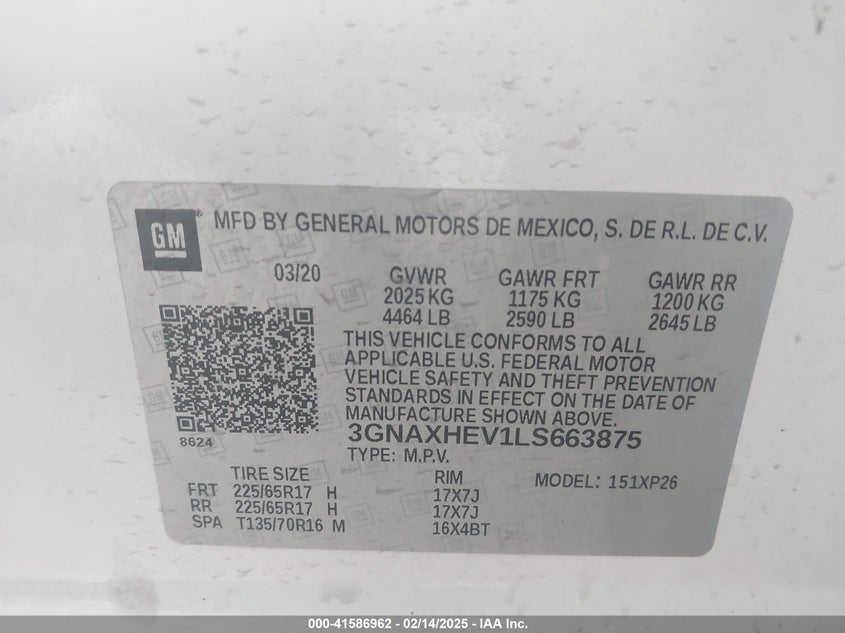 GM ® MFD BY GENERAL MOTORS DE MEXICO, S. DE R.L. DE C.V.
03/20 GVWR GAWR FRT GAWR RR
2025 KG 1175 KG 1200 KG
4464 LB 2590 LB 2645 LB
THIS VEHICLE CONFORMS TO ALL
APPLICABLE U.S. FEDERAL MOTOR
VEHICLE SAFETY AND THEFT PREVENTION
STANDARDS IN EFFECT ON THE DATE OF
MANUFACTURE SHOWN ABOVE.
8624 3GNAXHEV1LS663875
TYPE: M.P.V.
TIRE SIZE RIM MODEL: 151XP26
FRT 225/65R17 H 17X7J
RR 225/65R17 H 17X7J
SPA T135/70R16 M 16X4BT
000-41586962 - 02/14/2025 - IAA, Inc.